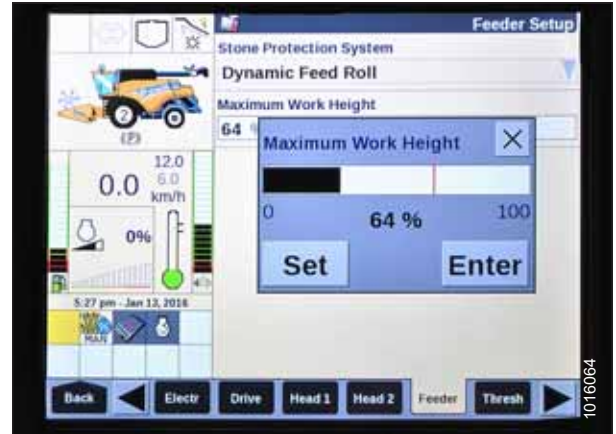 Feeder Setup
Stone Protection System
Dynamic Feed Roll
Maximum Work Height
64 %
Maximum Work Height
0
64 %
100
Set
Enter
2
(P)
0.0
12.0
6.0
km/h
0%
5:27 pm - Jan 13, 2016
MAN
Back
Electr
Drive
Head 1
Head 2
Feeder
Thresh
1016064